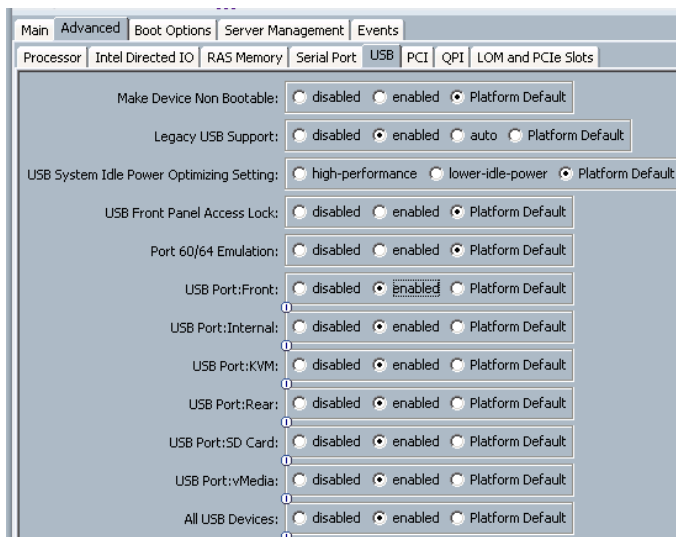 Main Advanced Boot Options Server Management Events
Processor Intel Directed IO RAS Memory Serial Port USB PCI QPI LOM and PCIe Slots
Make Device Non Bootable: disabled enabled Platform Default
Legacy USB Support: disabled enabled auto Platform Default
USB System Idle Power Optimizing Setting: high-performance lower-idle-power Platform Default
USB Front Panel Access Lock: disabled enabled Platform Default
Port 60/64 Emulation: disabled enabled Platform Default
USB Port:Front: disabled enabled Platform Default
USB Port:Internal: disabled enabled Platform Default
USB Port:KVM: disabled enabled Platform Default
USB Port:Rear: disabled enabled Platform Default
USB Port:SD Card: disabled enabled Platform Default
USB Port:vMedia: disabled enabled Platform Default
All USB Devices: disabled enabled Platform Default